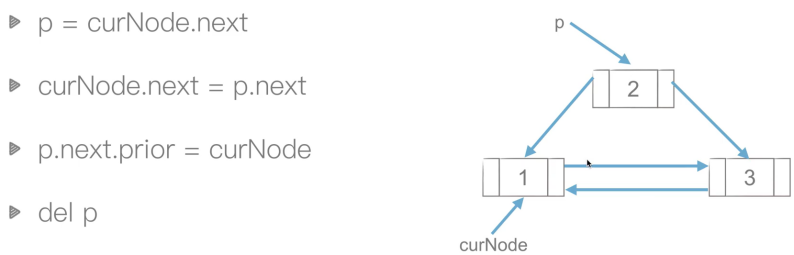 p = curNode.next
curNode.next = p.next
p.next.prior = curNode
del p
p
2
1
3
curNode